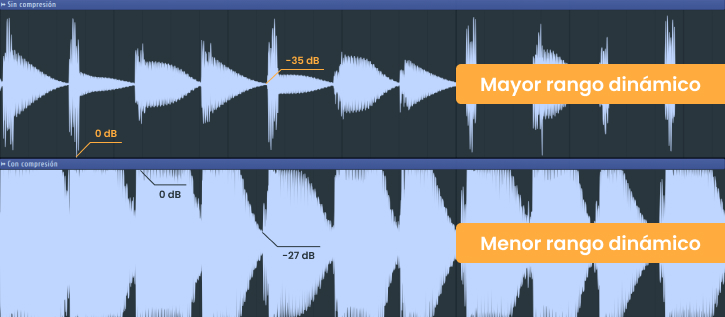 Sin compresión
-35 dB
Mayor rango dinámico
0 dB
Con compresión
0 dB
Menor rango dinámico
-27 dB